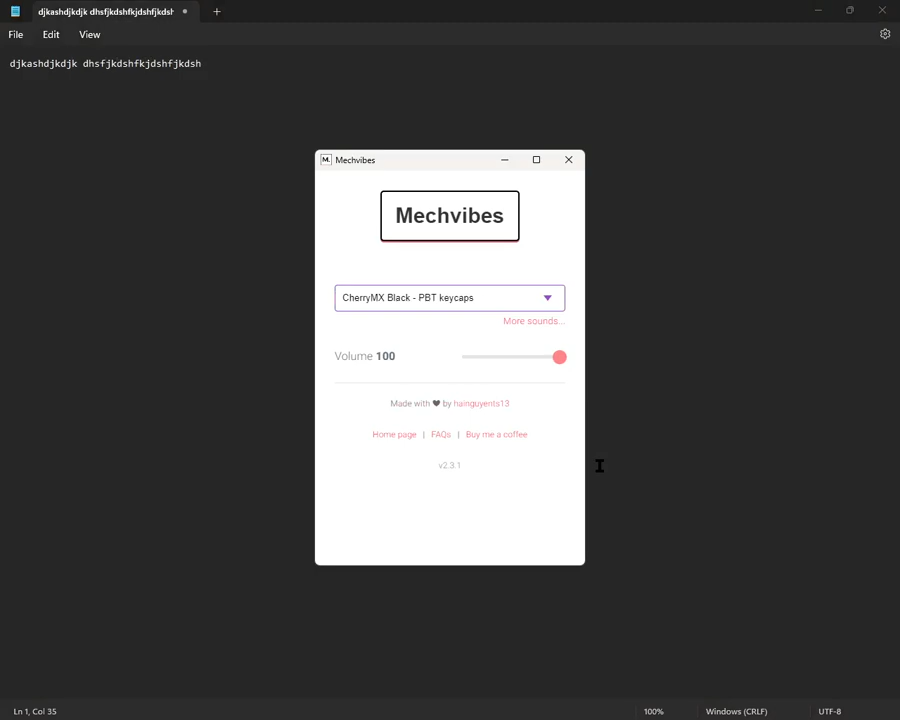 djkashdjkdjk dhsfjkdshfkjdshfjkdsh
File Edit View
djkashdjkdjk dhsfjkdshfkjdshfjkdsh
M. Mechvibes
Mechvibes
CherryMX Black - PBT keycaps
More sounds...
Volume 100
Made with ♥ by hainguyents13
Home page | FAQs | Buy me a coffee
v2.3.1
Ln 1, Col 35 100% Windows (CRLF) UTF-8